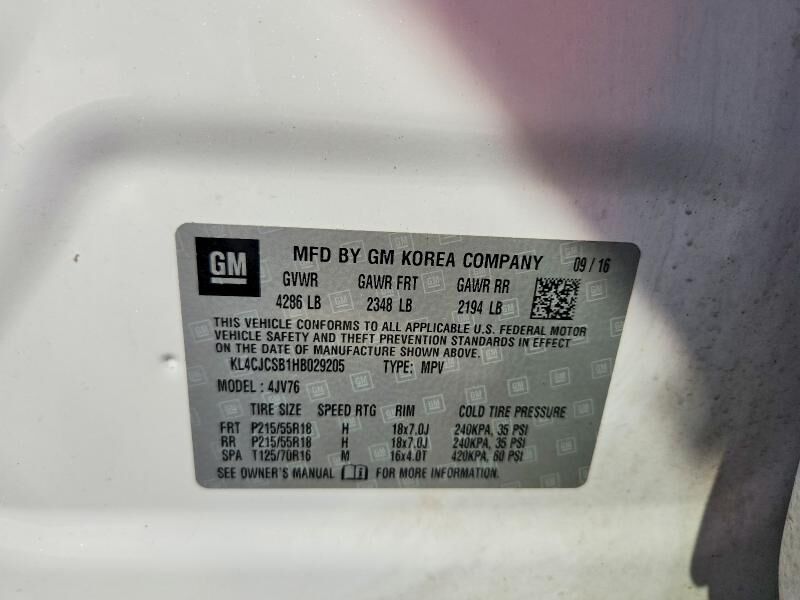 GM MFD BY GM KOREA COMPANY 09 / 16
GVWR GAWR FRT GAWR RR
4286 LB 2348 LB 2194 LB
THIS VEHICLE CONFORMS TO ALL APPLICABLE U.S. FEDERAL MOTOR
VEHICLE SAFETY AND THEFT PREVENTION STANDARDS IN EFFECT
ON THE DATE OF MANUFACTURE SHOWN ABOVE.
KL4CJCSB1HB029205 TYPE: MPV
MODEL : 4JV76
TIRE SIZE SPEED RTG RIM COLD TIRE PRESSURE
FRT P215/55R18 H 18x7.0J 240KPA, 35 PSI
RR P215/55R18 H 18x7.0J 240KPA, 35 PSI
SPA T125/70R16 M 16x4.0T 420KPA, 60 PSI
SEE OWNER'S MANUAL FOR MORE INFORMATION.